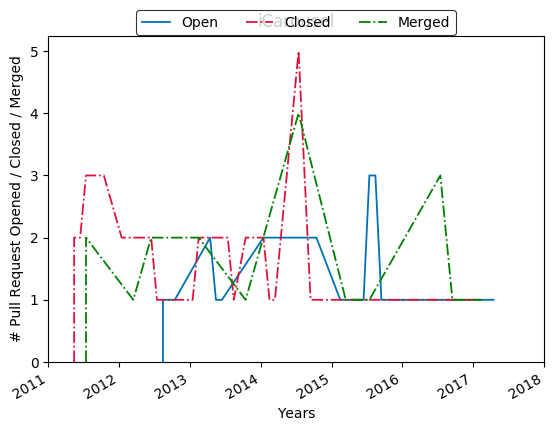 iCarousel
Open Closed Merged
# Pull Request Opened / Closed / Merged
5
4
3
2
1
0
2011 2012 2013 2014 2015 2016 2017 2018
Years